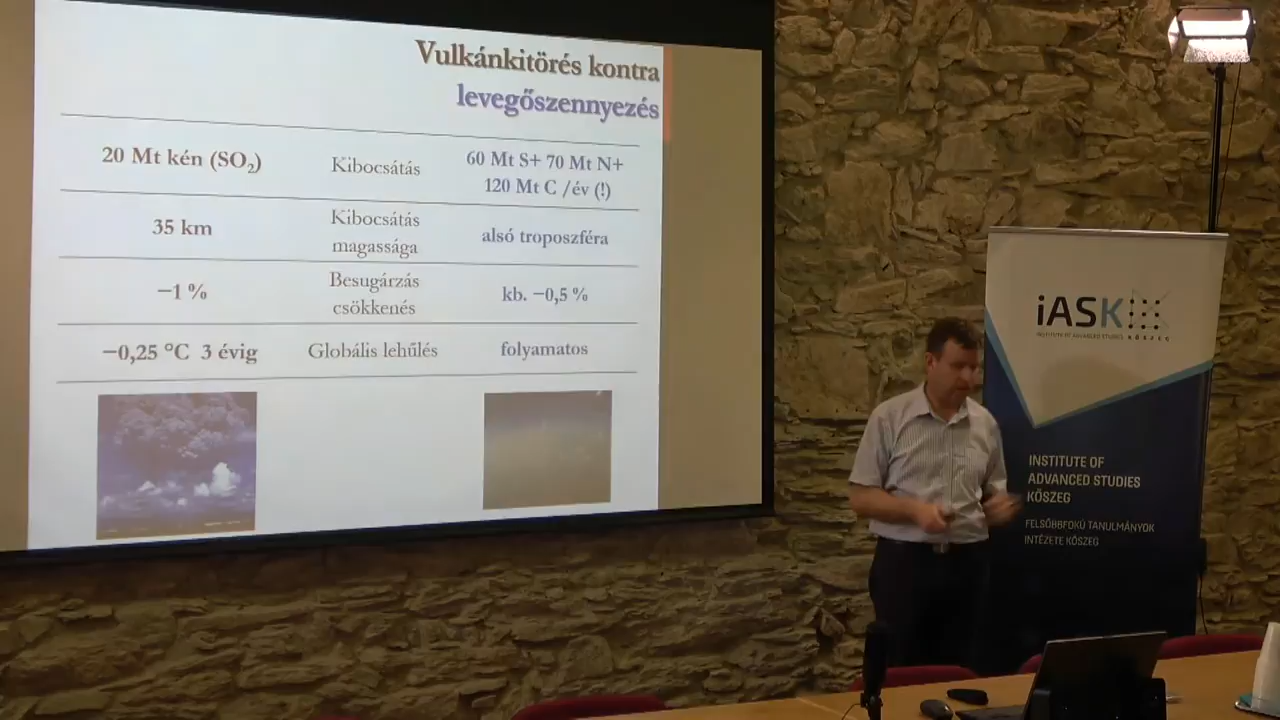 Vulkánkitörés kontra
levegőszennyezés
20 Mt kén (SO₂)
Kibocsátás
60 Mt S+ 70 Mt N+
120 Mt C /év (!)
35 km
Kibocsátás
magassága
alsó troposzféra
−1 %
Besugárzás
csökkenés
kb. −0,5 %
−0,25 °C 3 évig
Globális lehűlés
folyamatos
iASK
INSTITUTE OF ADVANCED STUDIES KŐSZEG
INSTITUTE OF
ADVANCED STUDIES
KŐSZEG
FELSŐBBFOKÚ TANULMÁNYOK
INTÉZETE KŐSZEG